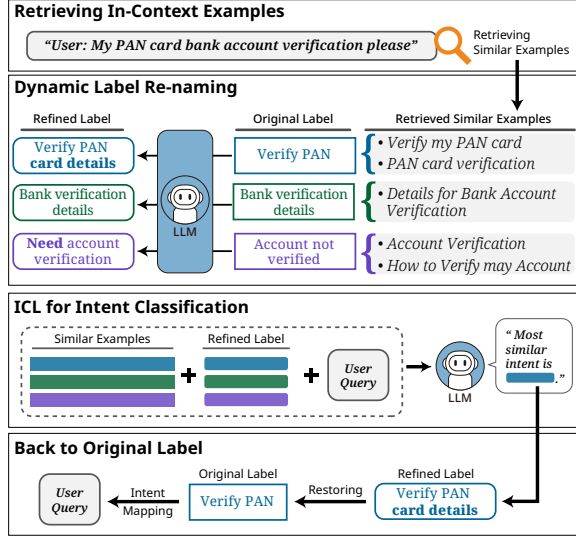 Retrieving In-Context Examples
“User: My PAN card bank account verification please”
Retrieving
Similar Examples
Dynamic Label Re-naming
Refined Label
Original Label
Retrieved Similar Examples
Verify PAN
card details
Verify PAN
• Verify my PAN card
• PAN card verification
Bank verification
details
Bank verification
details
• Details for Bank Account
Verification
Need account
verification
Account not
verified
• Account Verification
• How to Verify may Account
LLM
ICL for Intent Classification
Similar Examples
Refined Label
+
+
User
Query
LLM
“ Most
similar
intent is
.”
Back to Original Label
User
Query
Intent
Mapping
Original Label
Verify PAN
Restoring
Refined Label
Verify PAN
card details